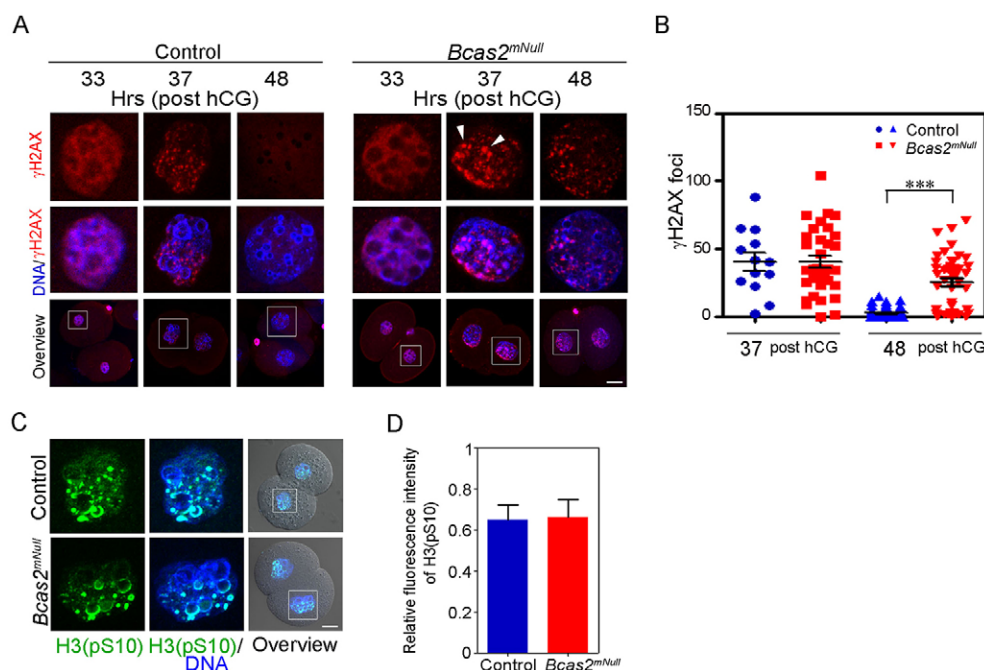 A
Control
33 37 48
Hrs (post hCG)
Bcas2mNull
33 37 48
Hrs (post hCG)
γH2AX
DNA/γH2AX
Overview
B
γH2AX foci
150
100
50
0
Control
Bcas2mNull
***
37 post hCG
48 post hCG
C
Control
Bcas2mNull
H3(pS10)
H3(pS10)/
DNA
Overview
D
Relative fluorescence intensity
of H3(pS10)
1
0.8
0.6
0.4
0.2
0
Control
Bcas2mNull